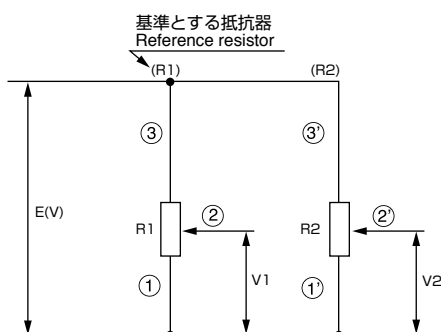 基準とする抵抗器
Reference resistor
(R1)
(R2)
③
③'
E(V)
R1
②
R2
②'
①
V1
①'
V2